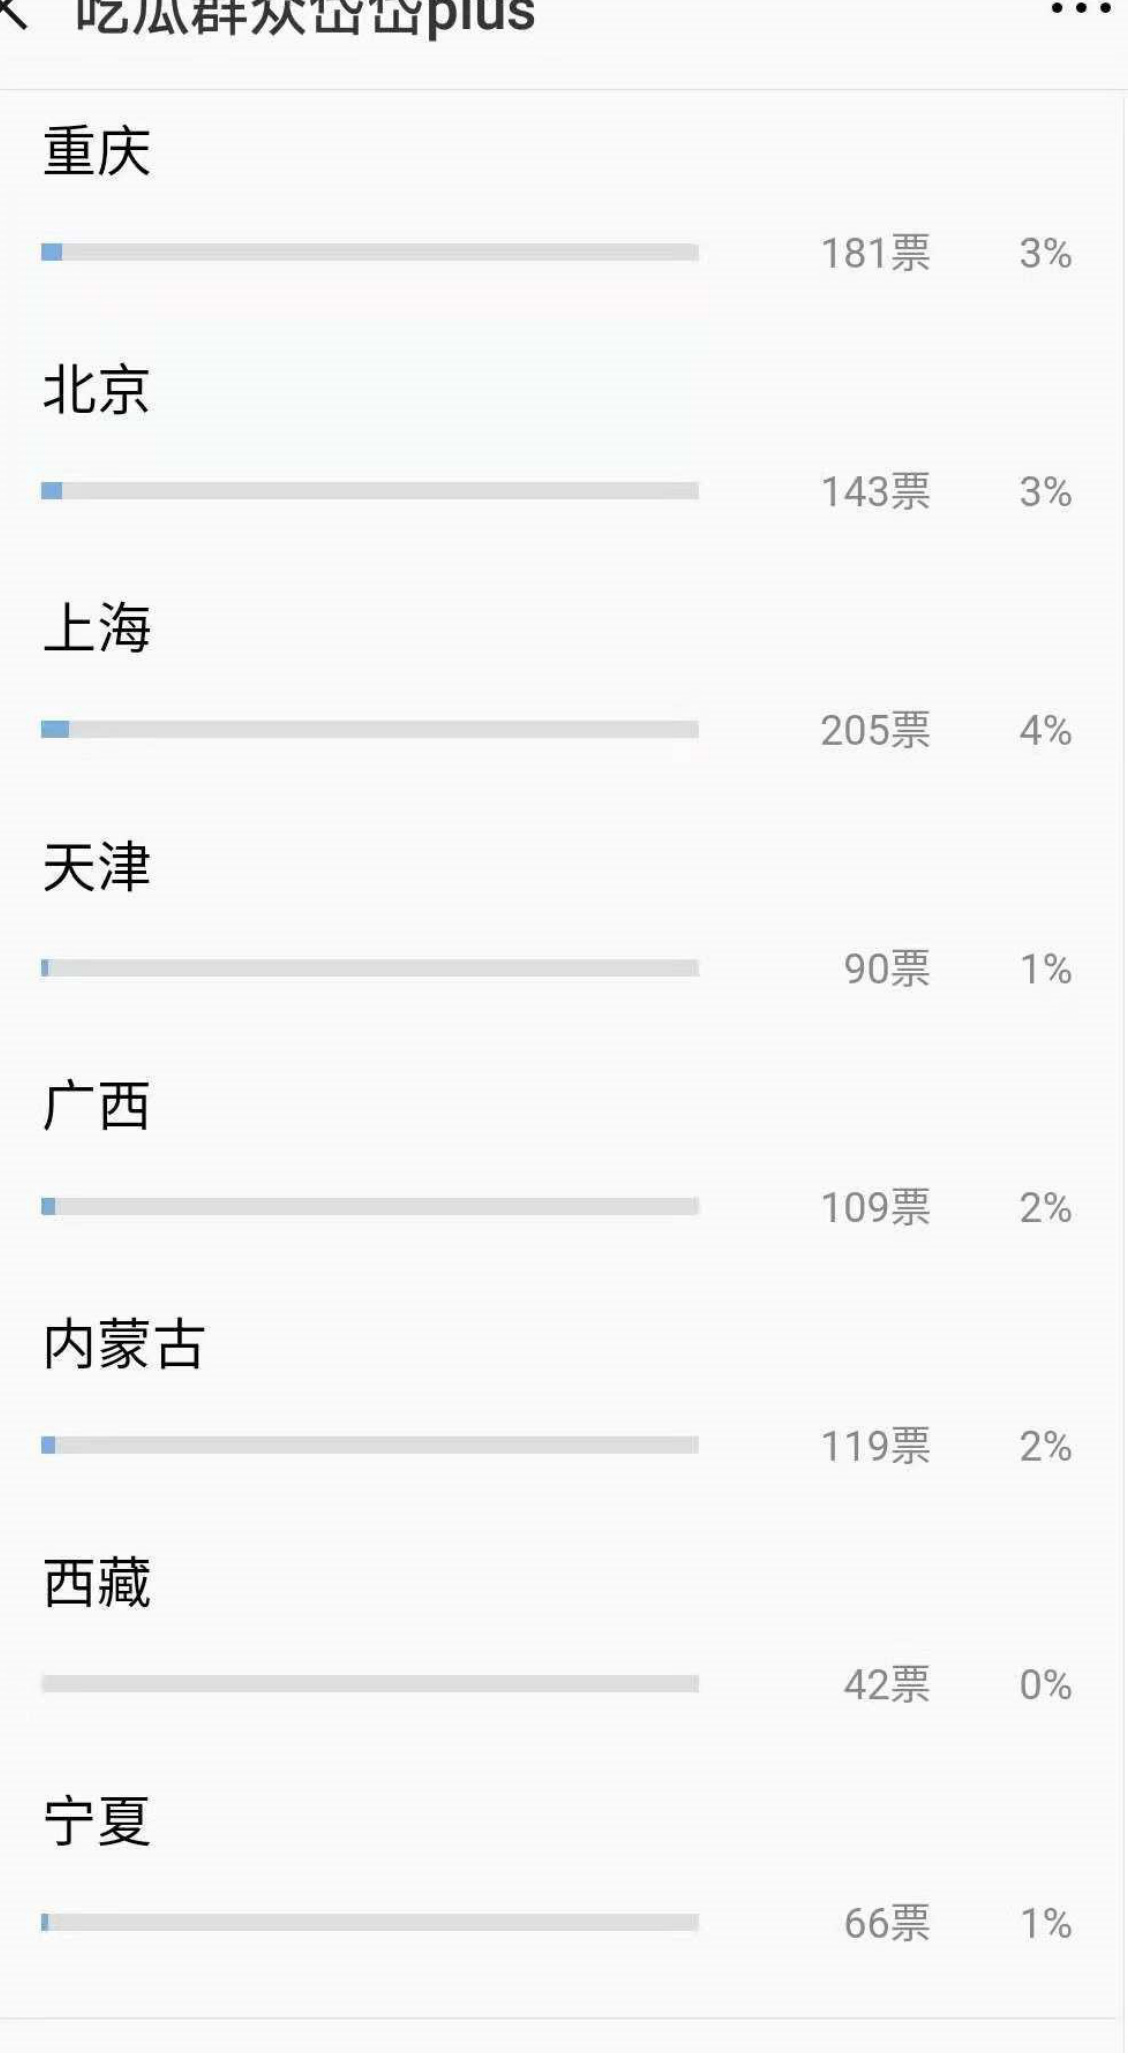 吃瓜群众岱岱plus
重庆
181票 3%
北京
143票 3%
上海
205票 4%
天津
90票 1%
广西
109票 2%
内蒙古
119票 2%
西藏
42票 0%
宁夏
66票 1%